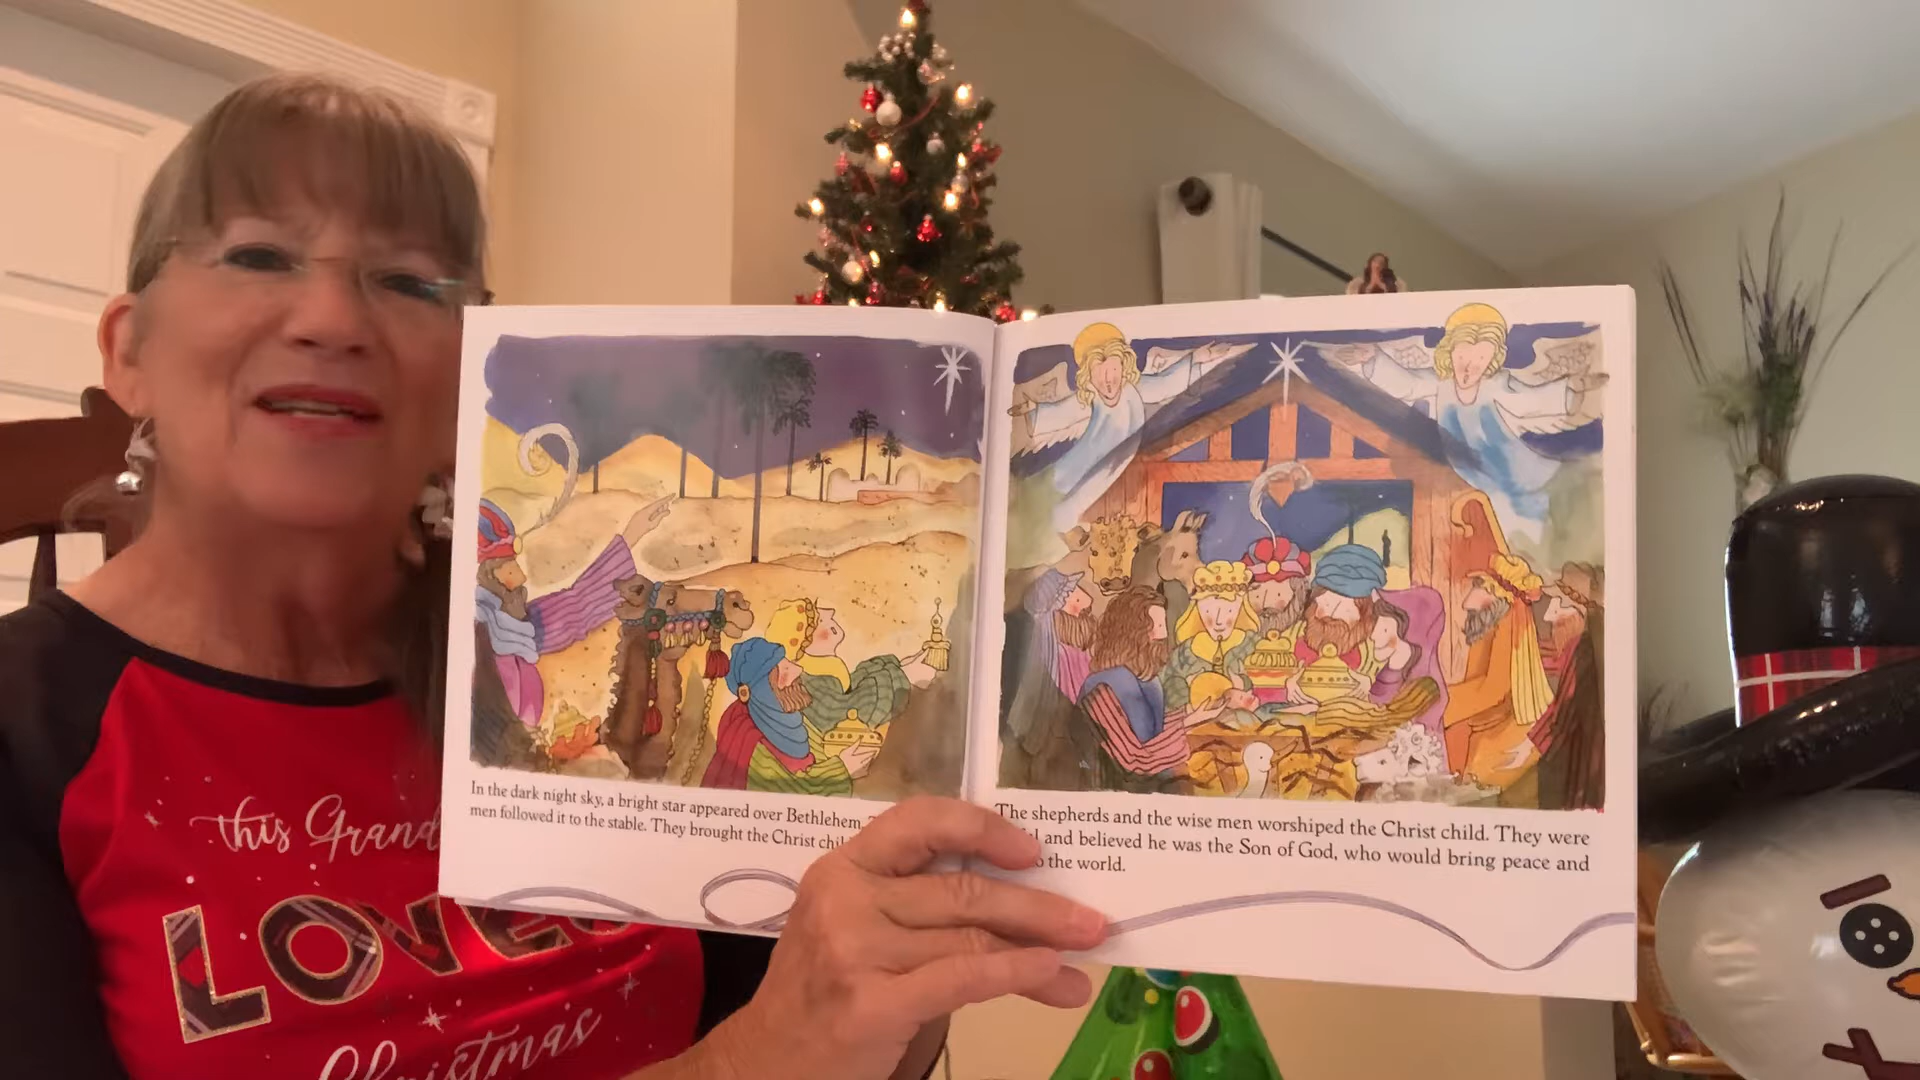 In the dark night sky, a bright star appeared over Bethlehem.
men followed it to the stable. They brought the Christ
The shepherds and the wise men worshiped the Christ child. They were
and believed he was the Son of God, who would bring peace and
the world.
this
LOVES
Christmas